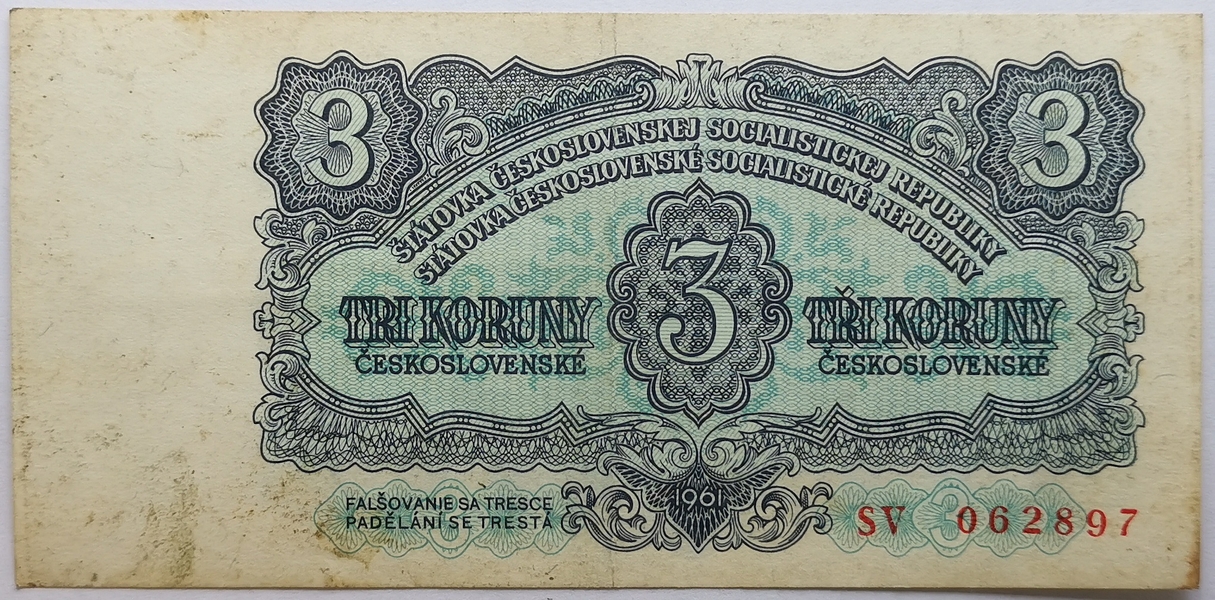 3 3
ŠTÁTOVKA ČESKOSLOVENSKEJ SOCIALISTICKEJ REPUBLIKY
STÁTOVKA ČESKOSLOVENSKÉ SOCIALISTICKÉ REPUBLIKY
3
TRI KORUNY TŘI KORUNY
ČESKOSLOVENSKÉ ČESKOSLOVENSKÉ
FALŠOVANIE SA TRESCE
PADĚLÁNÍ SE TRESTÁ
1961
SV 062897